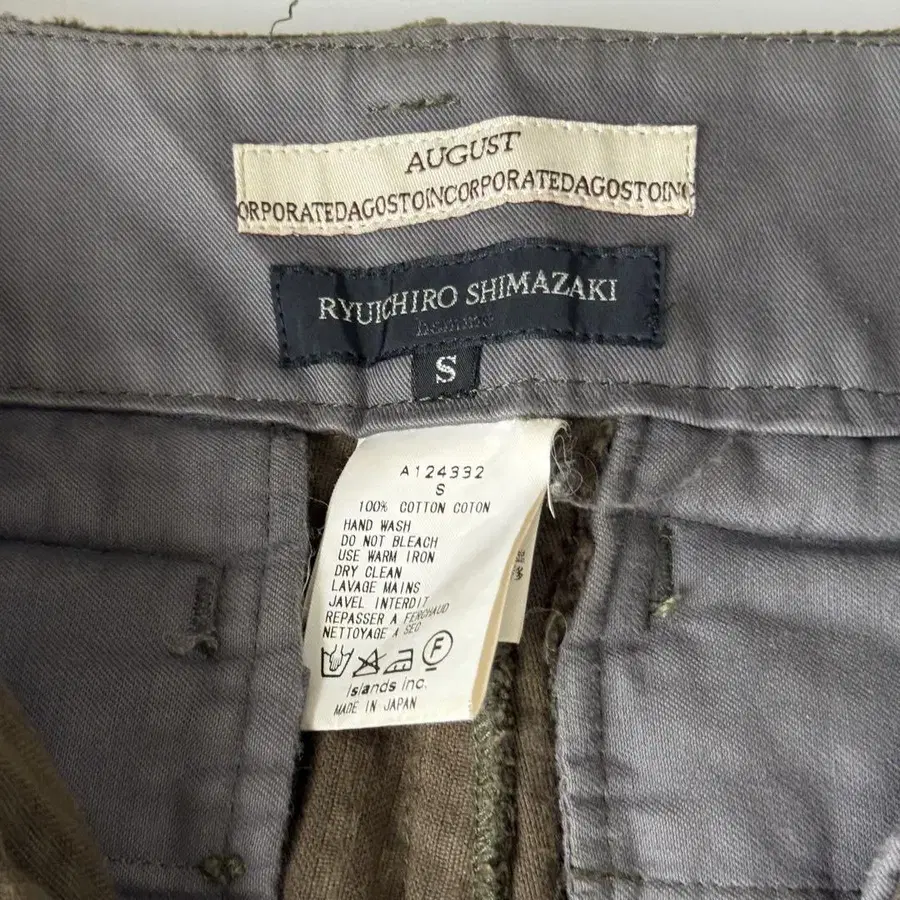 AUGUST
ORPORATEDAGOSTOINCORPORATEDAGOSTOINC
RYUICHIRO SHIMAZAKI
S
A124332
S
100% COTTON COTON
HAND WASH
DO NOT BLEACH
USE WARM IRON
DRY CLEAN
LAVAGE MAINS
JAVEL INTERDIT
REPASSER A FERCHAUD
NETTOYAGE A SEC
F
islands inc.
MADE IN JAPAN